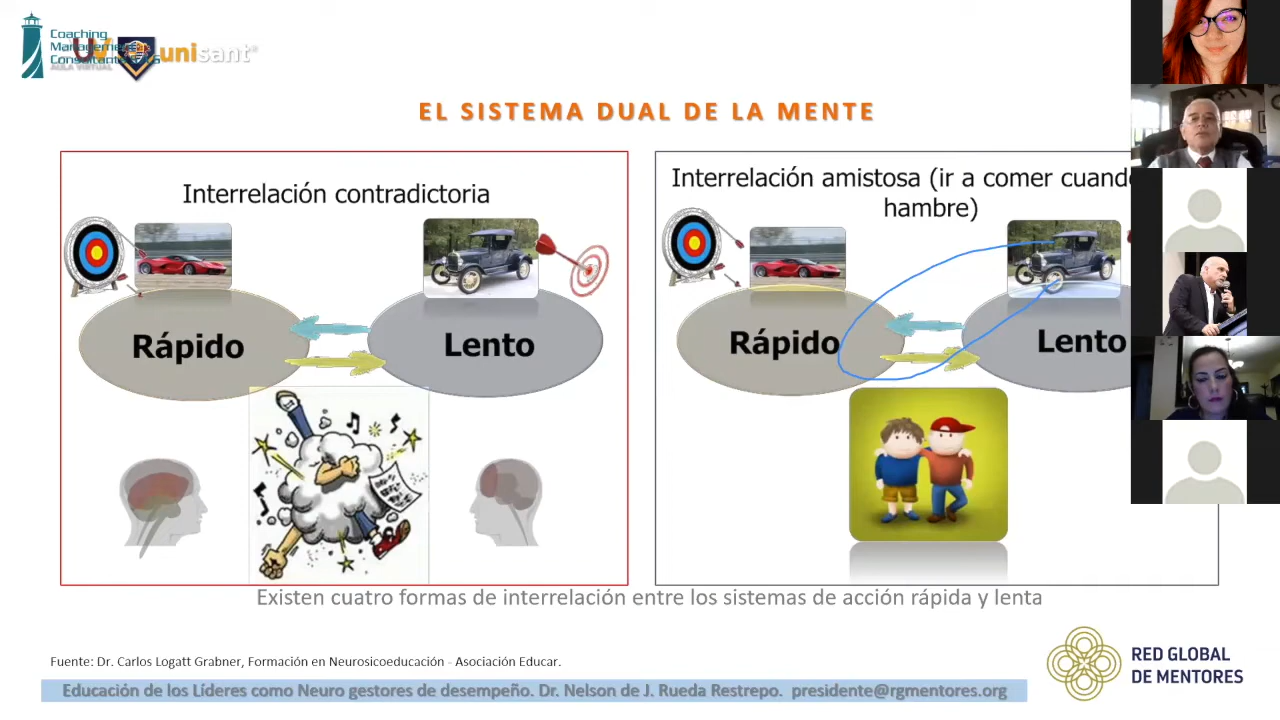 Coaching
Management
Consultants
AULA VIRTUAL
unisant®
EL SISTEMA DUAL DE LA MENTE
Interrelación contradictoria
Rápido
Lento
Interrelación amistosa (ir a comer cuand
hambre)
Rápido
Lento
Existen cuatro formas de interrelación entre los sistemas de acción rápida y lenta
Fuente: Dr. Carlos Logatt Grabner, Formación en Neurosicoeducación - Asociación Educar.
Educación de los Líderes como Neuro gestores de desempeño. Dr. Nelson de J. Rueda Restrepo. presidente@rgmentores.org
RED GLOBAL
DE MENTORES